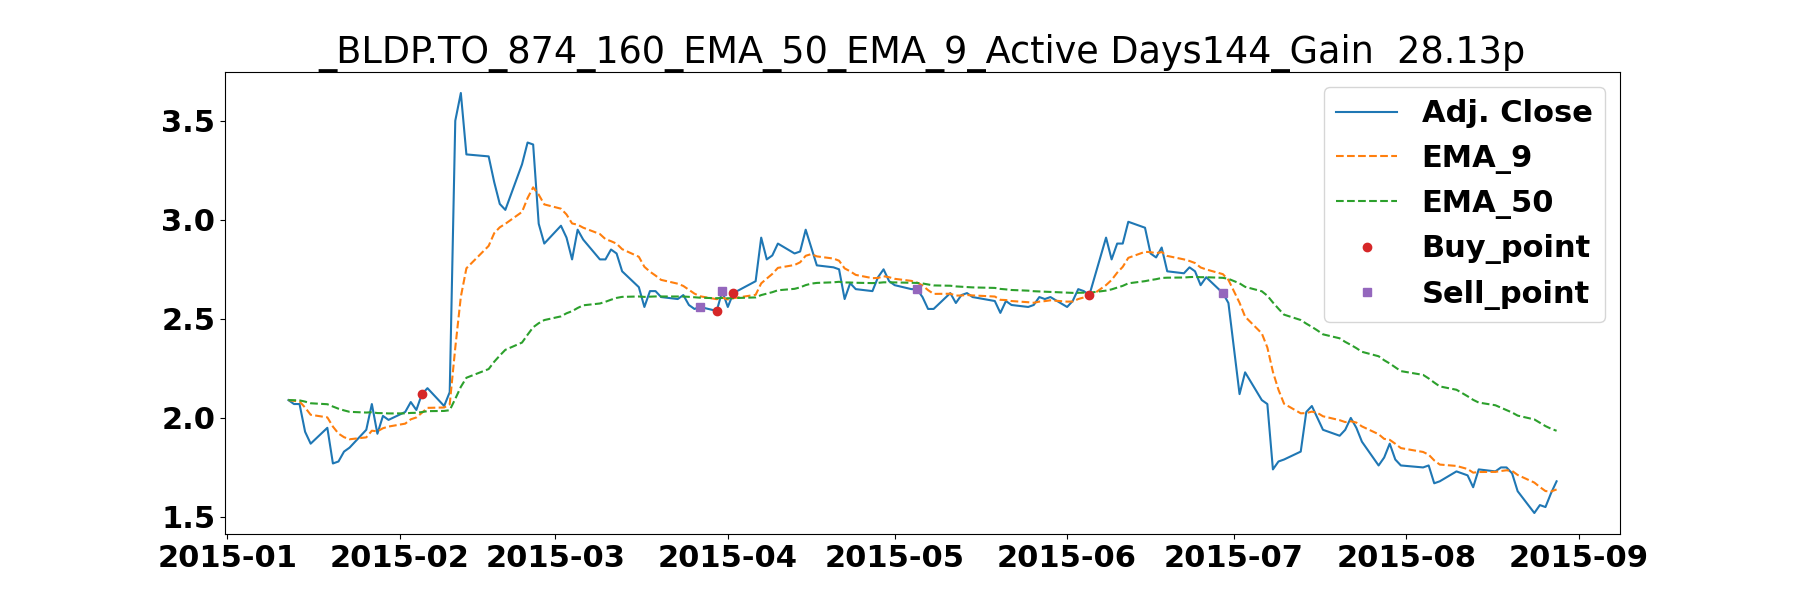 _BLDP.TO_874_160_EMA_50_EMA_9_Active Days144_Gain  28.13p
3.5
3.0
2.5
2.0
1.5
2015-01 2015-02 2015-03 2015-04 2015-05 2015-06 2015-07 2015-08 2015-09
Adj. Close
EMA_9
EMA_50
Buy_point
Sell_point